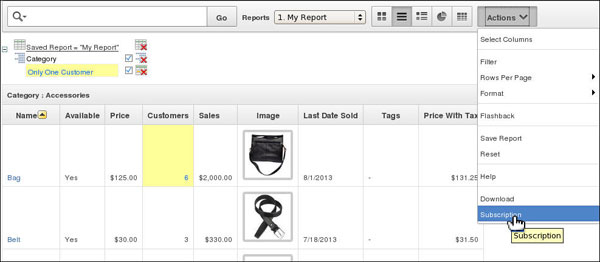 Go
Reports
1. My Report
Actions
Saved Report = "My Report"
Category
Only One Customer
Category : Accessories
Name Available Price Customers Sales Image Last Date Sold Tags Price With Tax
Bag Yes $125.00 6 $2,000.00 8/1/2013 - $131.25
Belt Yes $30.00 3 $330.00 7/18/2013 - $31.50
Select Columns
Filter
Rows Per Page
Format
Flashback
Save Report
Reset
Help
Download
Subscription
Subscription